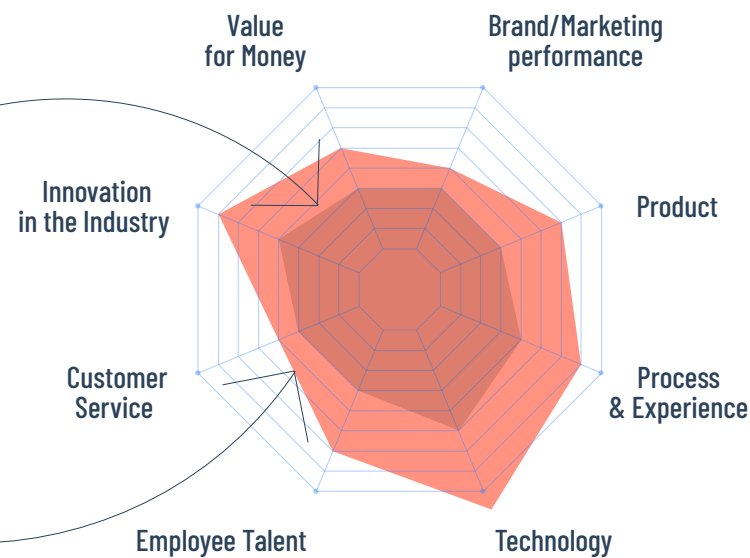 Value
for Money
Brand/Marketing
performance
Innovation
in the Industry
Product
Customer
Service
Process
& Experience
Employee Talent
Technology